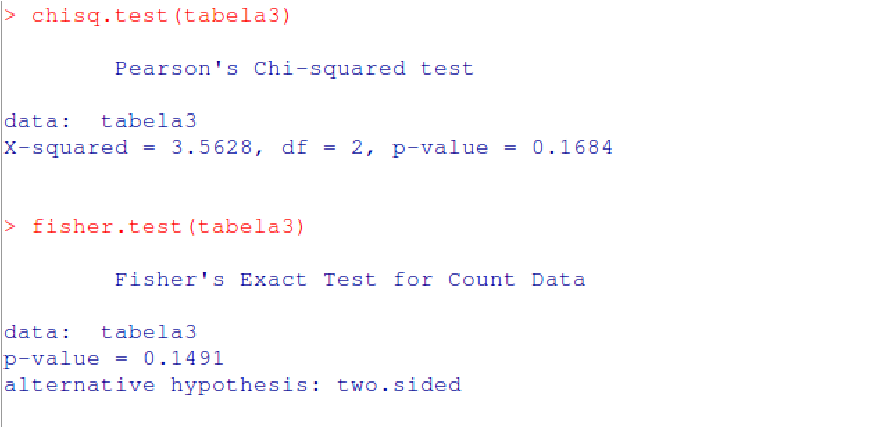 > chisq.test(tabela3)
Pearson's Chi-squared test
data:  tabela3
X-squared = 3.5628, df = 2, p-value = 0.1684
> fisher.test(tabela3)
Fisher's Exact Test for Count Data
data:  tabela3
p-value = 0.1491
alternative hypothesis: two.sided